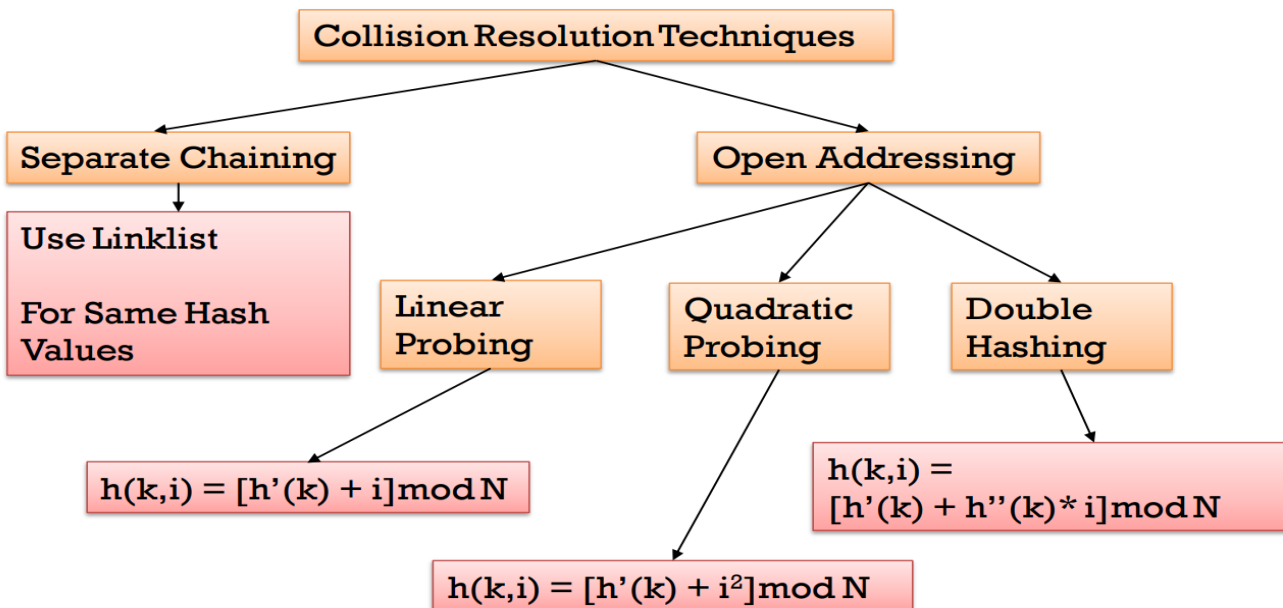 Collision Resolution Techniques
Separate Chaining
Open Addressing
Use Linklist
For Same Hash
Values
Linear
Probing
Quadratic
Probing
Double
Hashing
h(k,i) = [h’(k) + i]mod N
h(k,i) = [h’(k) + i²]mod N
h(k,i) =
[h’(k) + h’’(k)* i]mod N